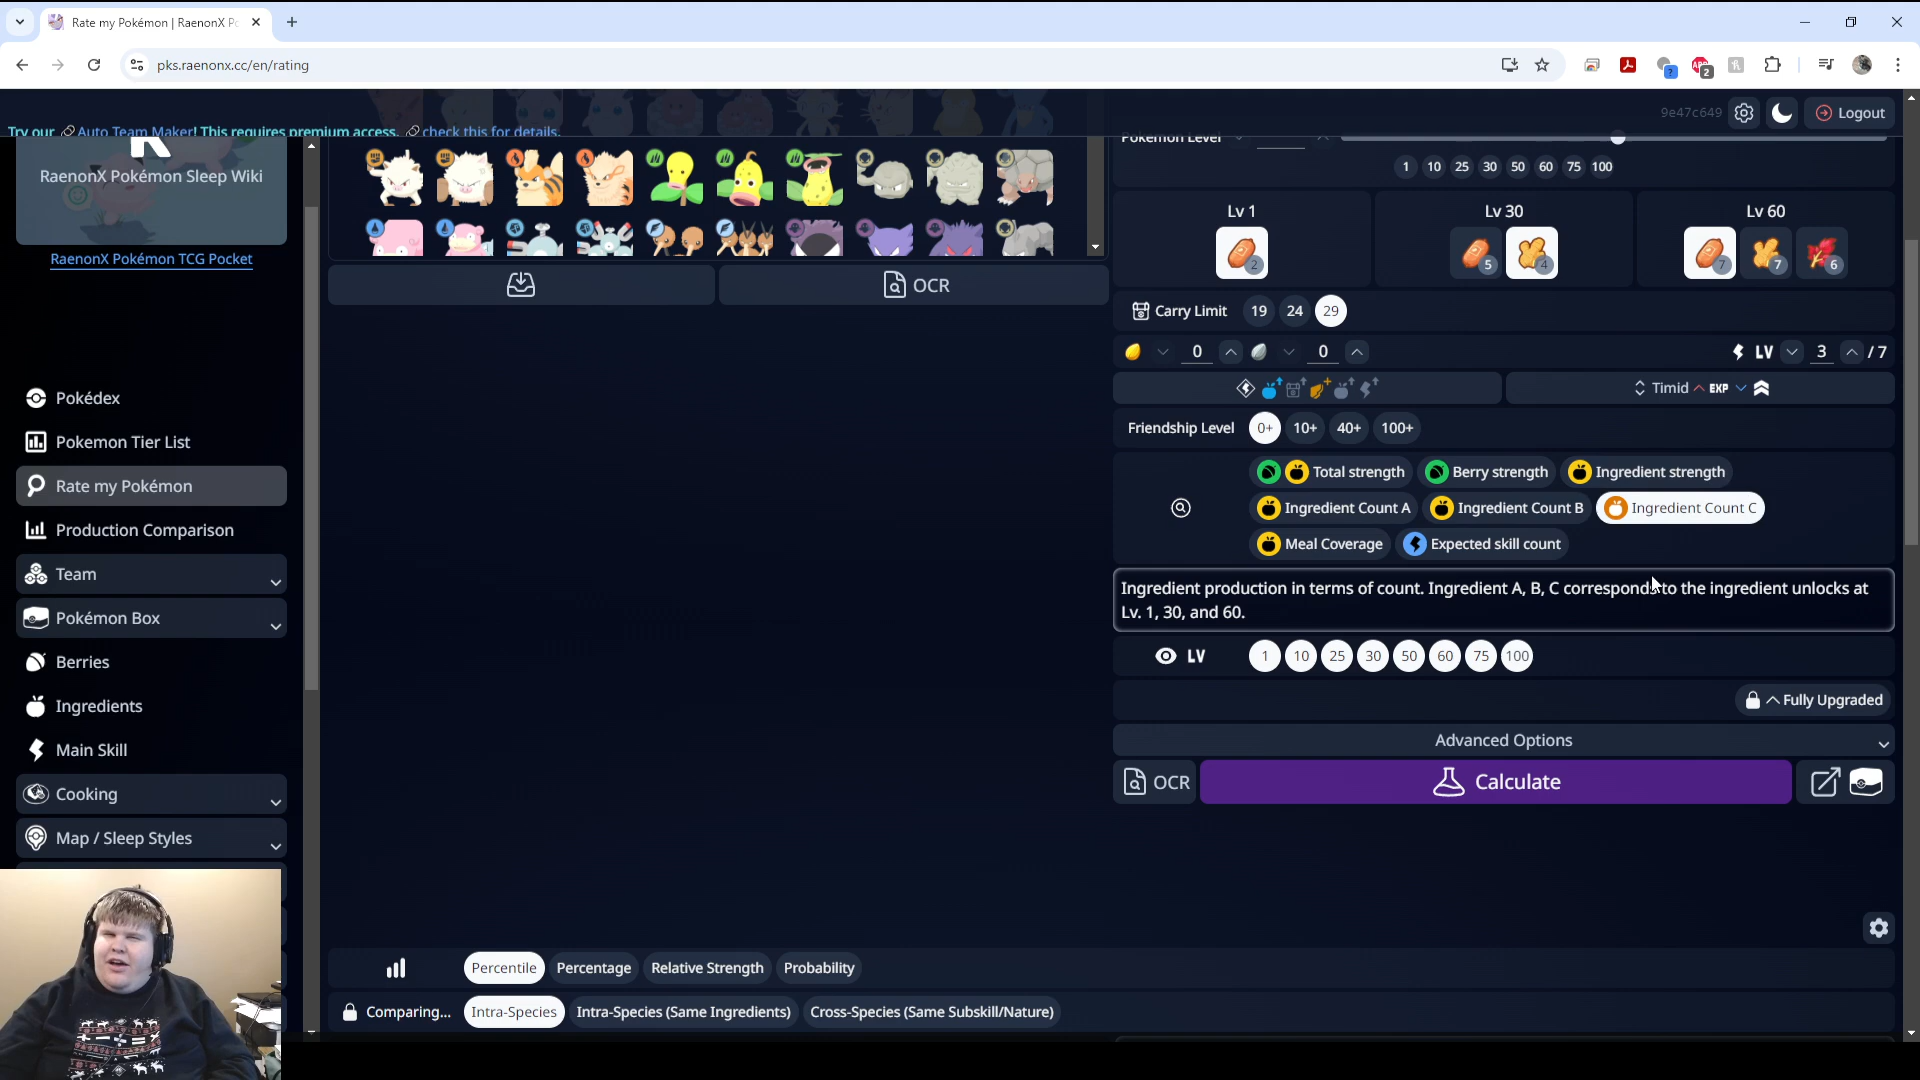 Rate my Pokémon | RaenonX Po
pks.raenonx.cc/en/rating
2
9e47c649
Logout
Try our Auto Team Maker! This requires premium access. check this for details.
RaenonX Pokémon Sleep Wiki
RaenonX Pokémon TCG Pocket
Pokédex
Pokemon Tier List
Rate my Pokémon
Production Comparison
Team
Pokémon Box
Berries
Ingredients
Main Skill
Cooking
Map / Sleep Styles
OCR
Pokémon Level
1 10 25 30 50 60 75 100
Lv 1
Lv 30
Lv 60
2
5
4
7
7
6
Carry Limit 19 24 29
0 0 LV 3 / 7
Timid EXP
Friendship Level 0+ 10+ 40+ 100+
Total strength Berry strength Ingredient strength
Ingredient Count A Ingredient Count B Ingredient Count C
Meal Coverage Expected skill count
Ingredient production in terms of count. Ingredient A, B, C corresponds to the ingredient unlocks at
Lv. 1, 30, and 60.
LV 1 10 25 30 50 60 75 100
Fully Upgraded
Advanced Options
OCR Calculate
Percentile Percentage Relative Strength Probability
Comparing... Intra-Species Intra-Species (Same Ingredients) Cross-Species (Same Subskill/Nature)